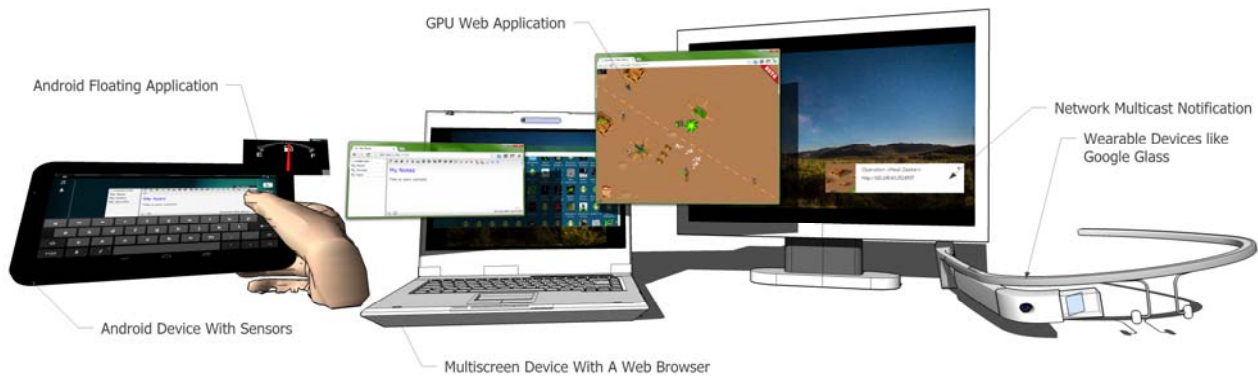 GPU Web Application
Android Floating Application
Network Multicast Notification
Wearable Devices like
Google Glass
My Notes
Android Device With Sensors
Multiscreen Device With A Web Browser